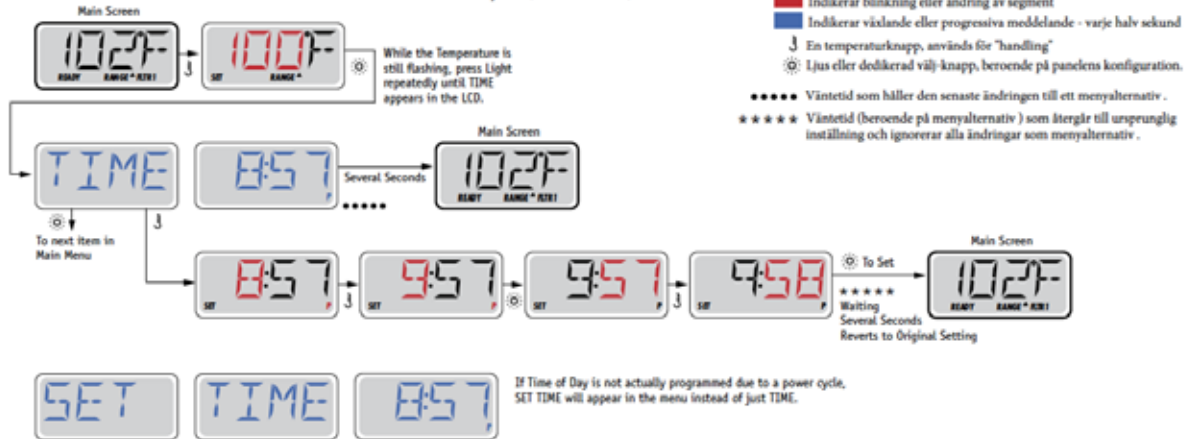 Main Screen
102F
READY RANGE FLTR1
100F
SET RANGE
While the Temperature is
still flashing, press Light
repeatedly until TIME
appears in the LCD.
Indikerar blinkning eller ändring av segment
Indikerar växlande eller progressiva meddelande - varje halv sekund
En temperaturknapp, används för "handling"
Ljus eller dedikerad välj-knapp, beroende på panelens konfiguration.
••••• Väntetid som håller den senaste ändringen till ett menyalternativ .
***** Väntetid (beroende på menyalternativ ) som återgår till ursprunglig
inställning och ignorerar alla ändringar som menyalternativ .
TIME
8:57
P
Several Seconds
•••••
Main Screen
102F
READY RANGE FLTR1
To next item in
Main Menu
8:57
SET P
9:57
SET P
9:57
SET P
9:58
SET P
To Set
*****
Waiting
Several Seconds
Reverts to Original Setting
Main Screen
102F
READY RANGE FLTR1
SET
TIME
8:57
P
If Time of Day is not actually programmed due to a power cycle,
SET TIME will appear in the menu instead of just TIME.